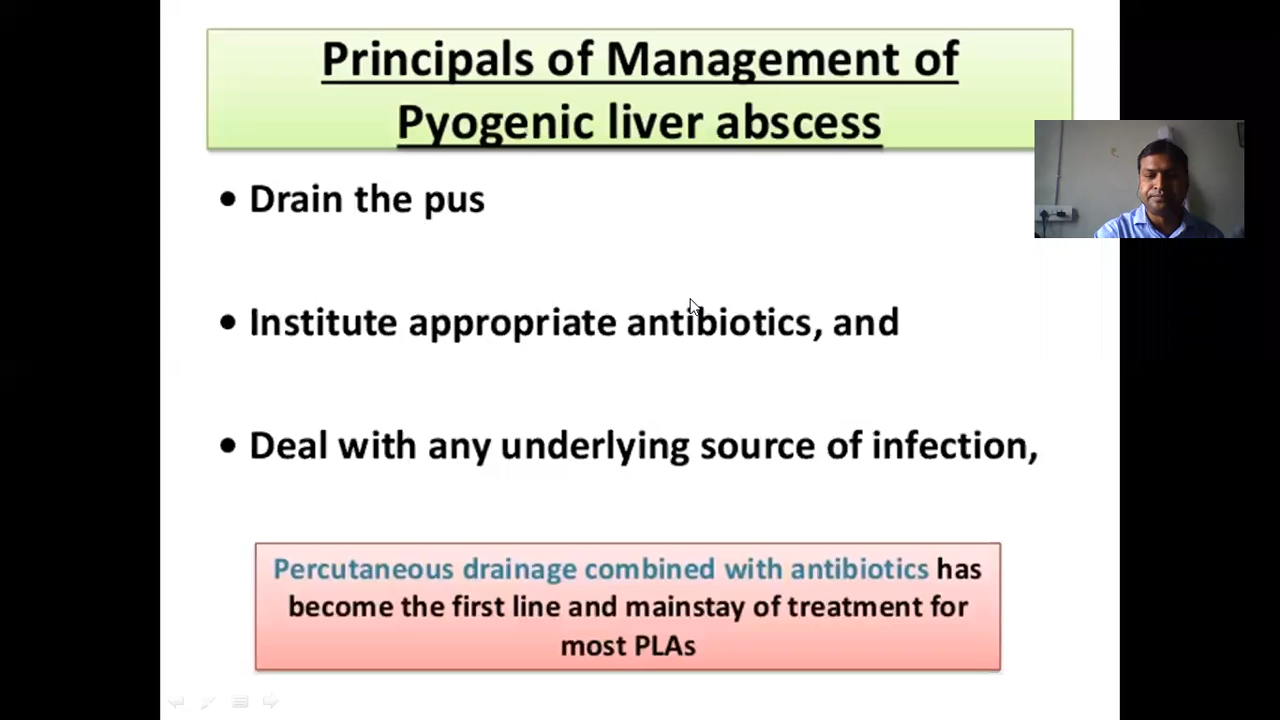 Principals of Management of
Pyogenic liver abscess
• Drain the pus
• Institute appropriate antibiotics, and
• Deal with any underlying source of infection,
Percutaneous drainage combined with antibiotics has
become the first line and mainstay of treatment for
most PLAs